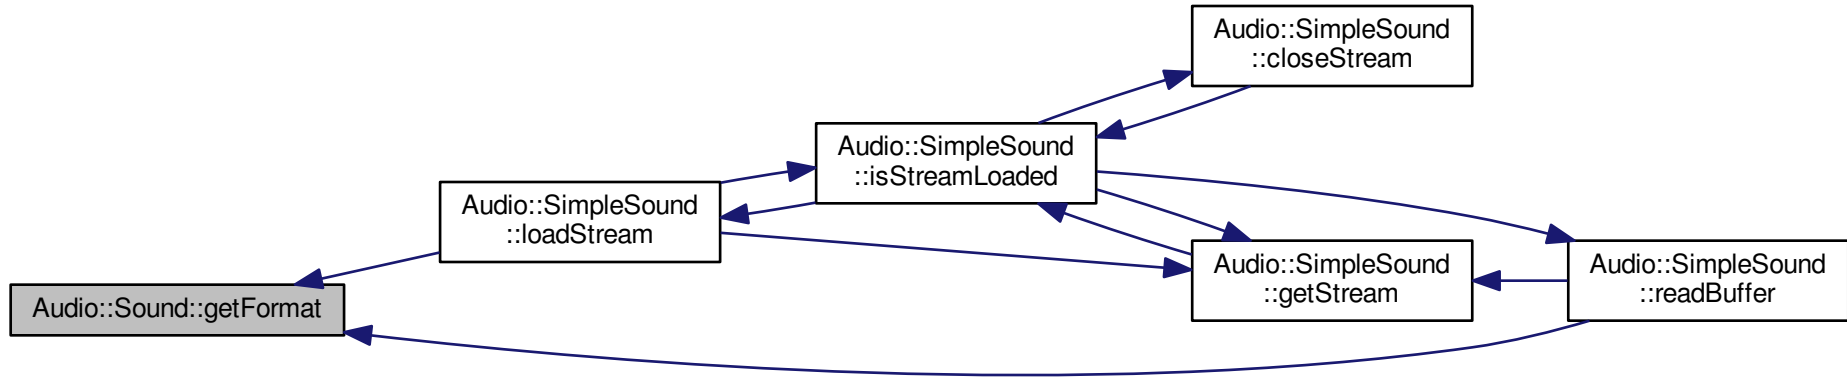 Audio::SimpleSound
::closeStream
Audio::SimpleSound
::isStreamLoaded
Audio::SimpleSound
::loadStream
Audio::SimpleSound
::getStream
Audio::SimpleSound
::readBuffer
Audio::Sound::getFormat